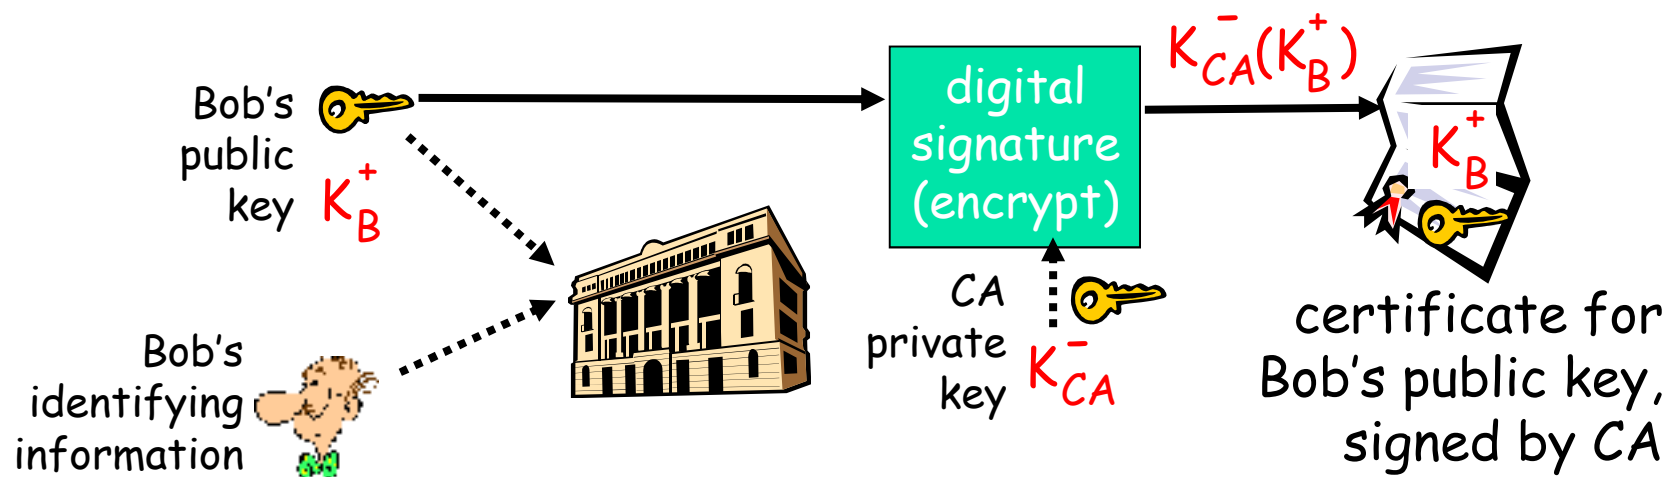 Bob's
public
key
K+B
Bob's
identifying
information
digital
signature
(encrypt)
CA
private
key
K-CA
K-CA(K+B)
K+B
certificate for
Bob's public key,
signed by CA